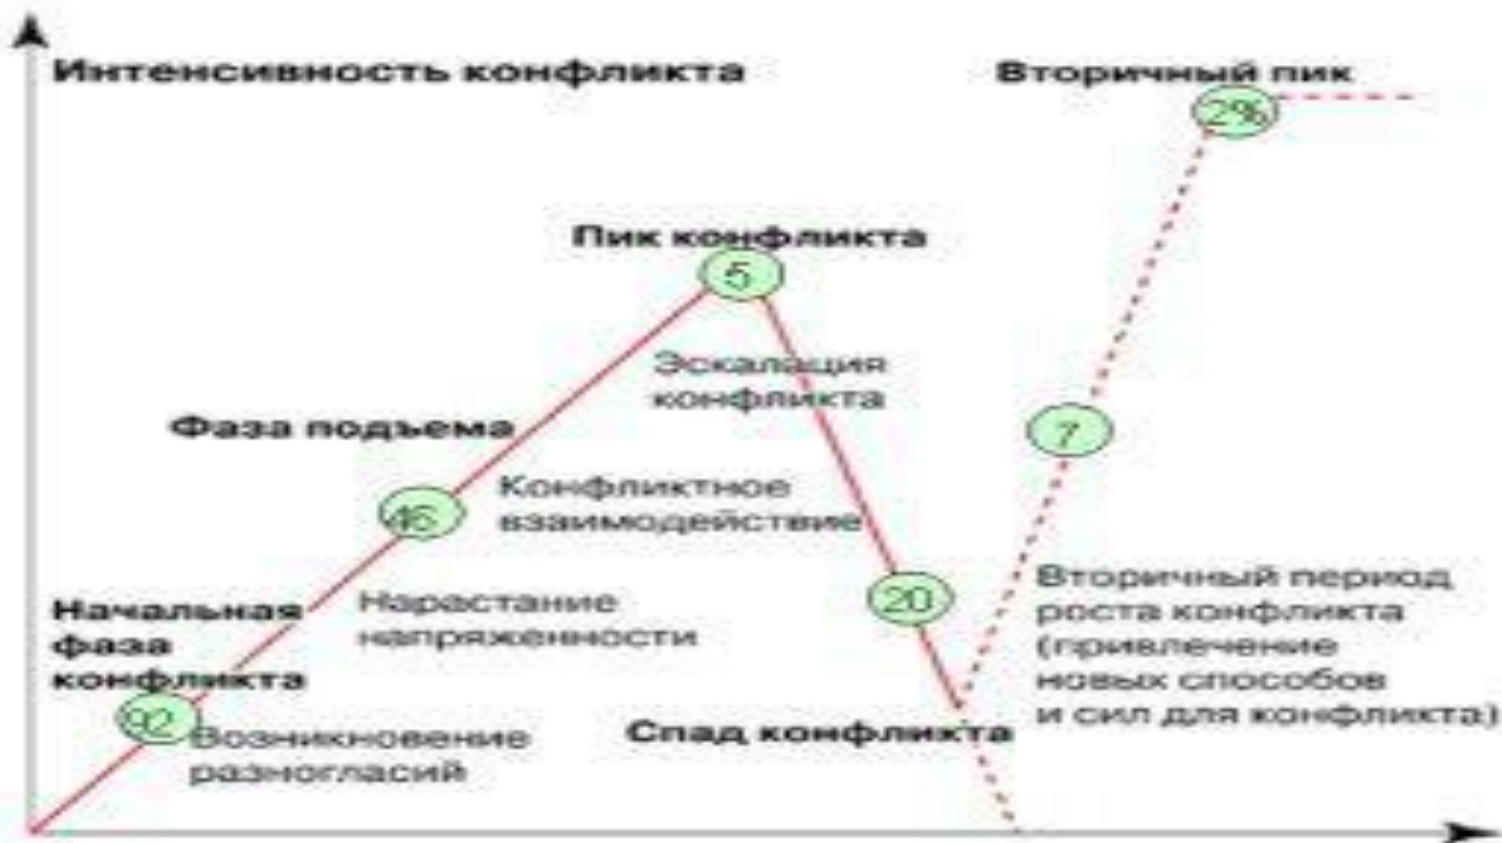 Интенсивность конфликта
Вторичный пик
2%
Пик конфликта
5
Эскалация
конфликта
Фаза подъема
7
Конфликтное
взаимодействие
46
Вторичный период
роста конфликта
(привлечение
новых способов
и сил для конфликта)
20
Начальная
фаза
конфликта
Нарастание
напряженности
92
Возникновение
разногласий
Спад конфликта